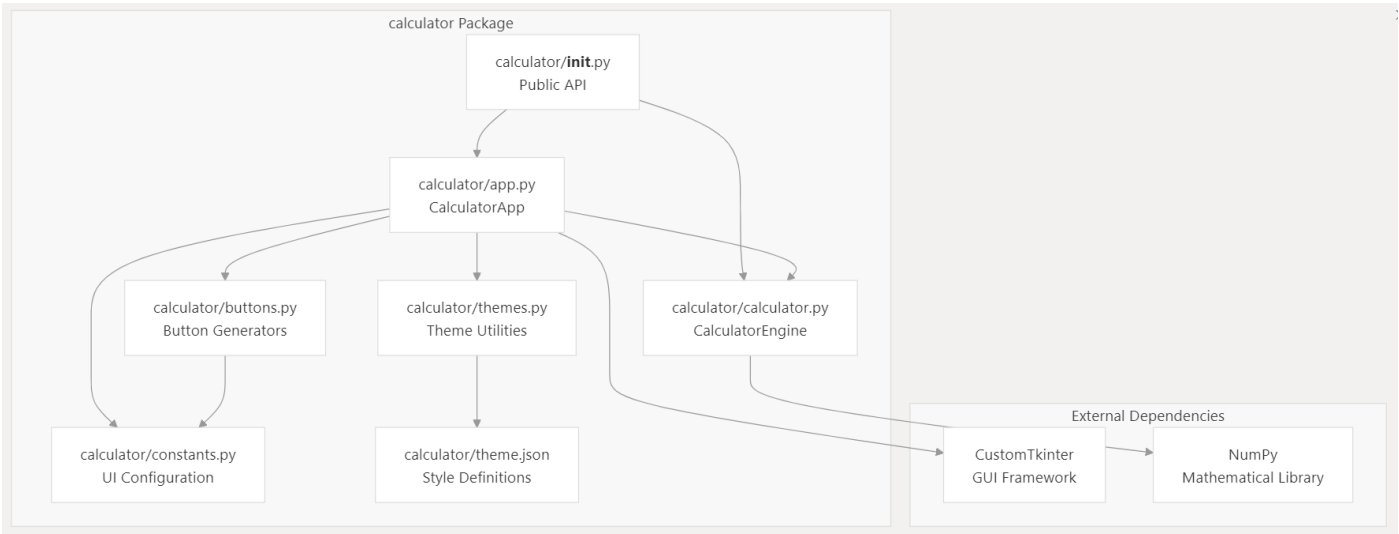 calculator Package
calculator/init.py
Public API
calculator/app.py
CalculatorApp
calculator/buttons.py
Button Generators
calculator/themes.py
Theme Utilities
calculator/calculator.py
CalculatorEngine
calculator/constants.py
UI Configuration
calculator/theme.json
Style Definitions
External Dependencies
CustomTkinter
GUI Framework
NumPy
Mathematical Library